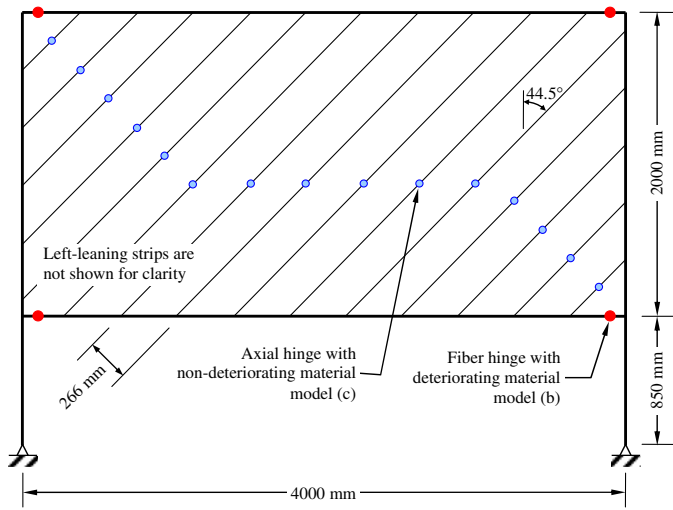 44.5°
2000 mm
Left-leaning strips are
not shown for clarity
266 mm
Axial hinge with
non-deteriorating material
model (c)
Fiber hinge with
deteriorating material
model (b)
850 mm
4000 mm